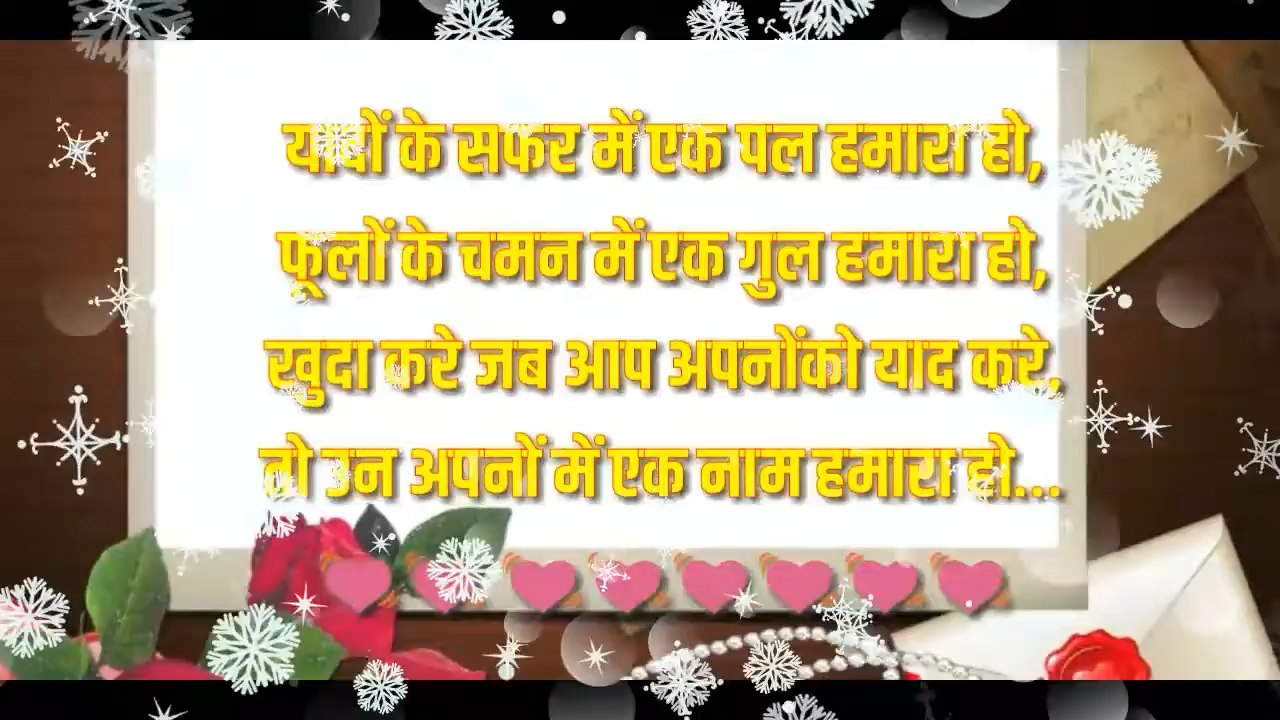 यादों के सफर में एक पल हमारा हो,
फूलों के चमन में एक गुल हमारा हो,
खुदा करे जब आप अपनोंको याद करे,
तो उन अपनों में एक नाम हमारा हो...